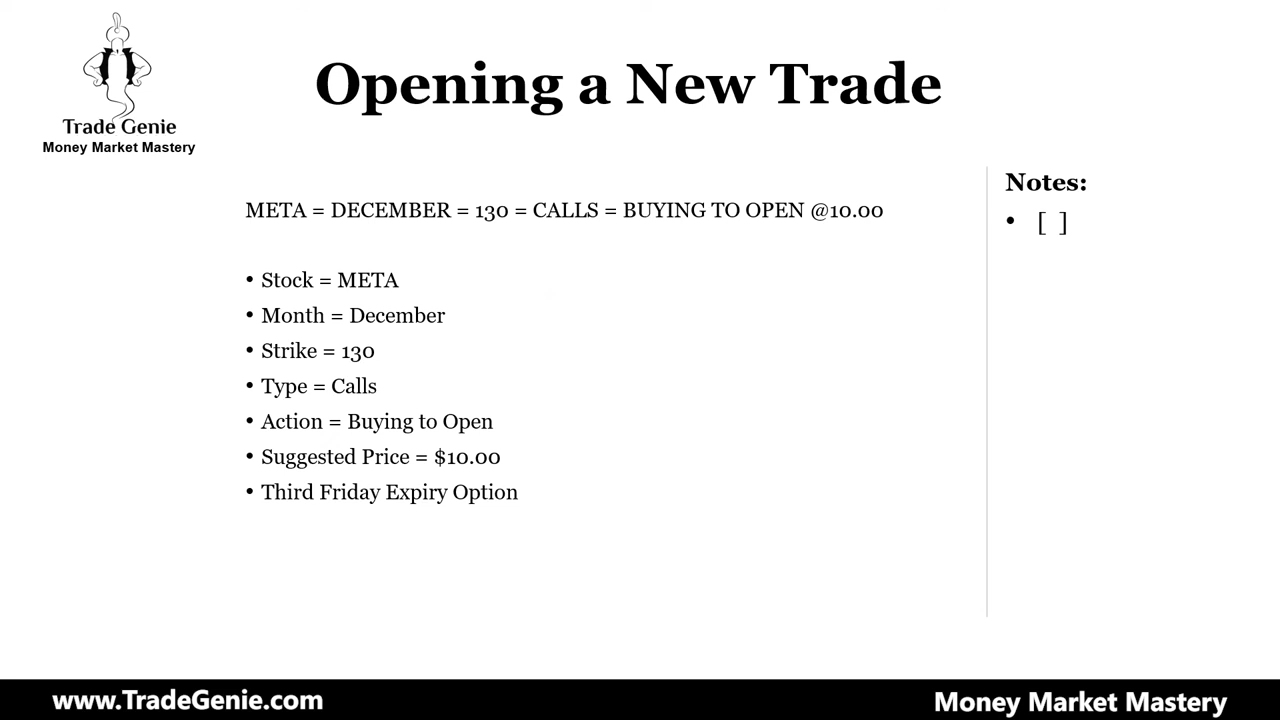 Trade Genie
Money Market Mastery
Opening a New Trade
META = DECEMBER = 130 = CALLS = BUYING TO OPEN @10.00
• Stock = META
• Month = December
• Strike = 130
• Type = Calls
• Action = Buying to Open
• Suggested Price = $10.00
• Third Friday Expiry Option
Notes:
• [ ]
www.TradeGenie.com
Money Market Mastery